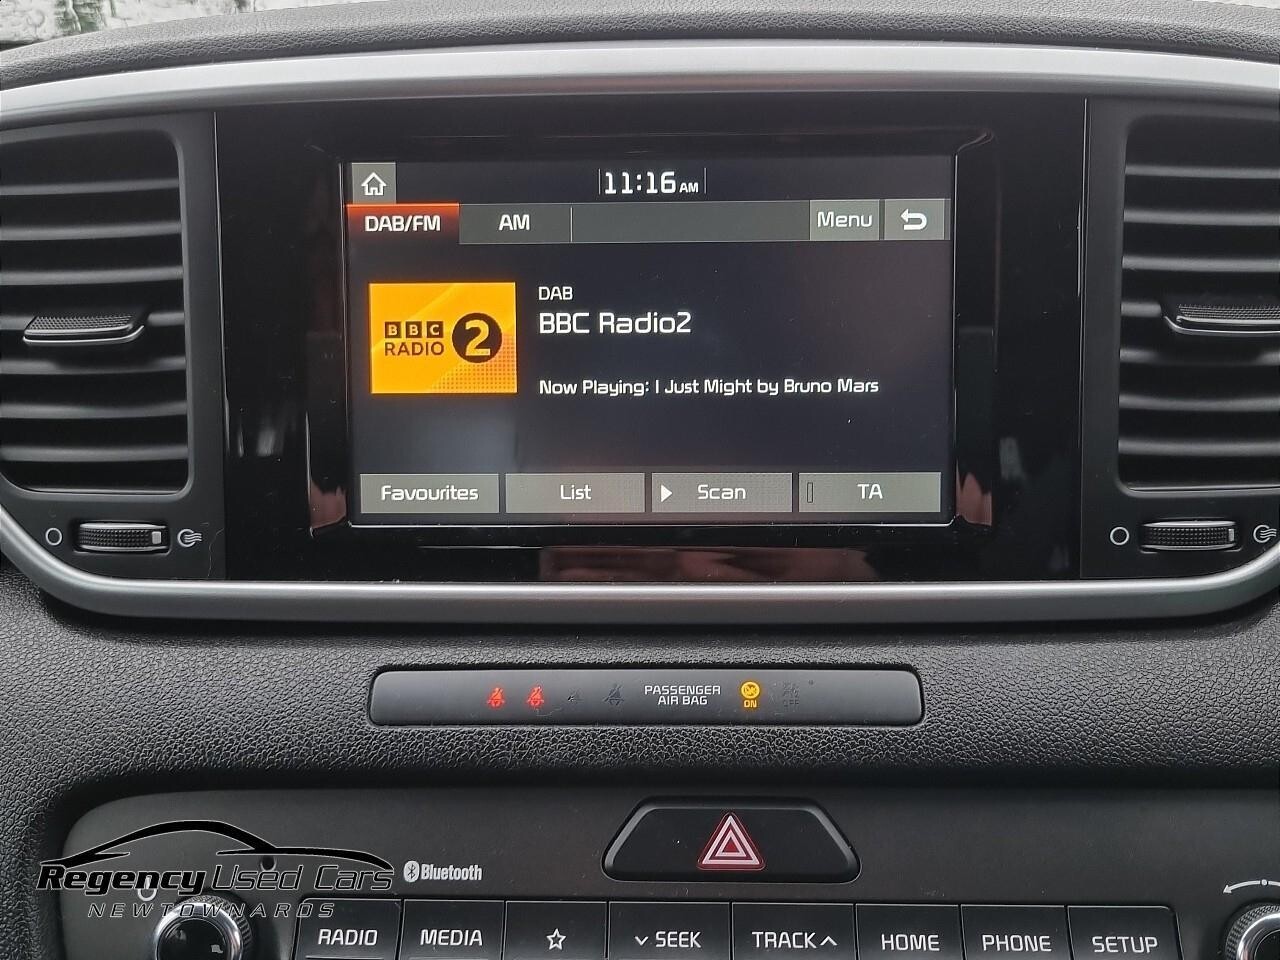 11:16 AM
DAB/FM AM Menu
DAB
BBC Radio2
BBC
RADIO 2
Now Playing: I Just Might by Bruno Mars
Favourites List Scan TA
PASSENGER
AIR BAG
ON OFF
Bluetooth
Regency Used Cars
NEWTOWNARDS
RADIO MEDIA SEEK TRACK HOME PHONE SETUP